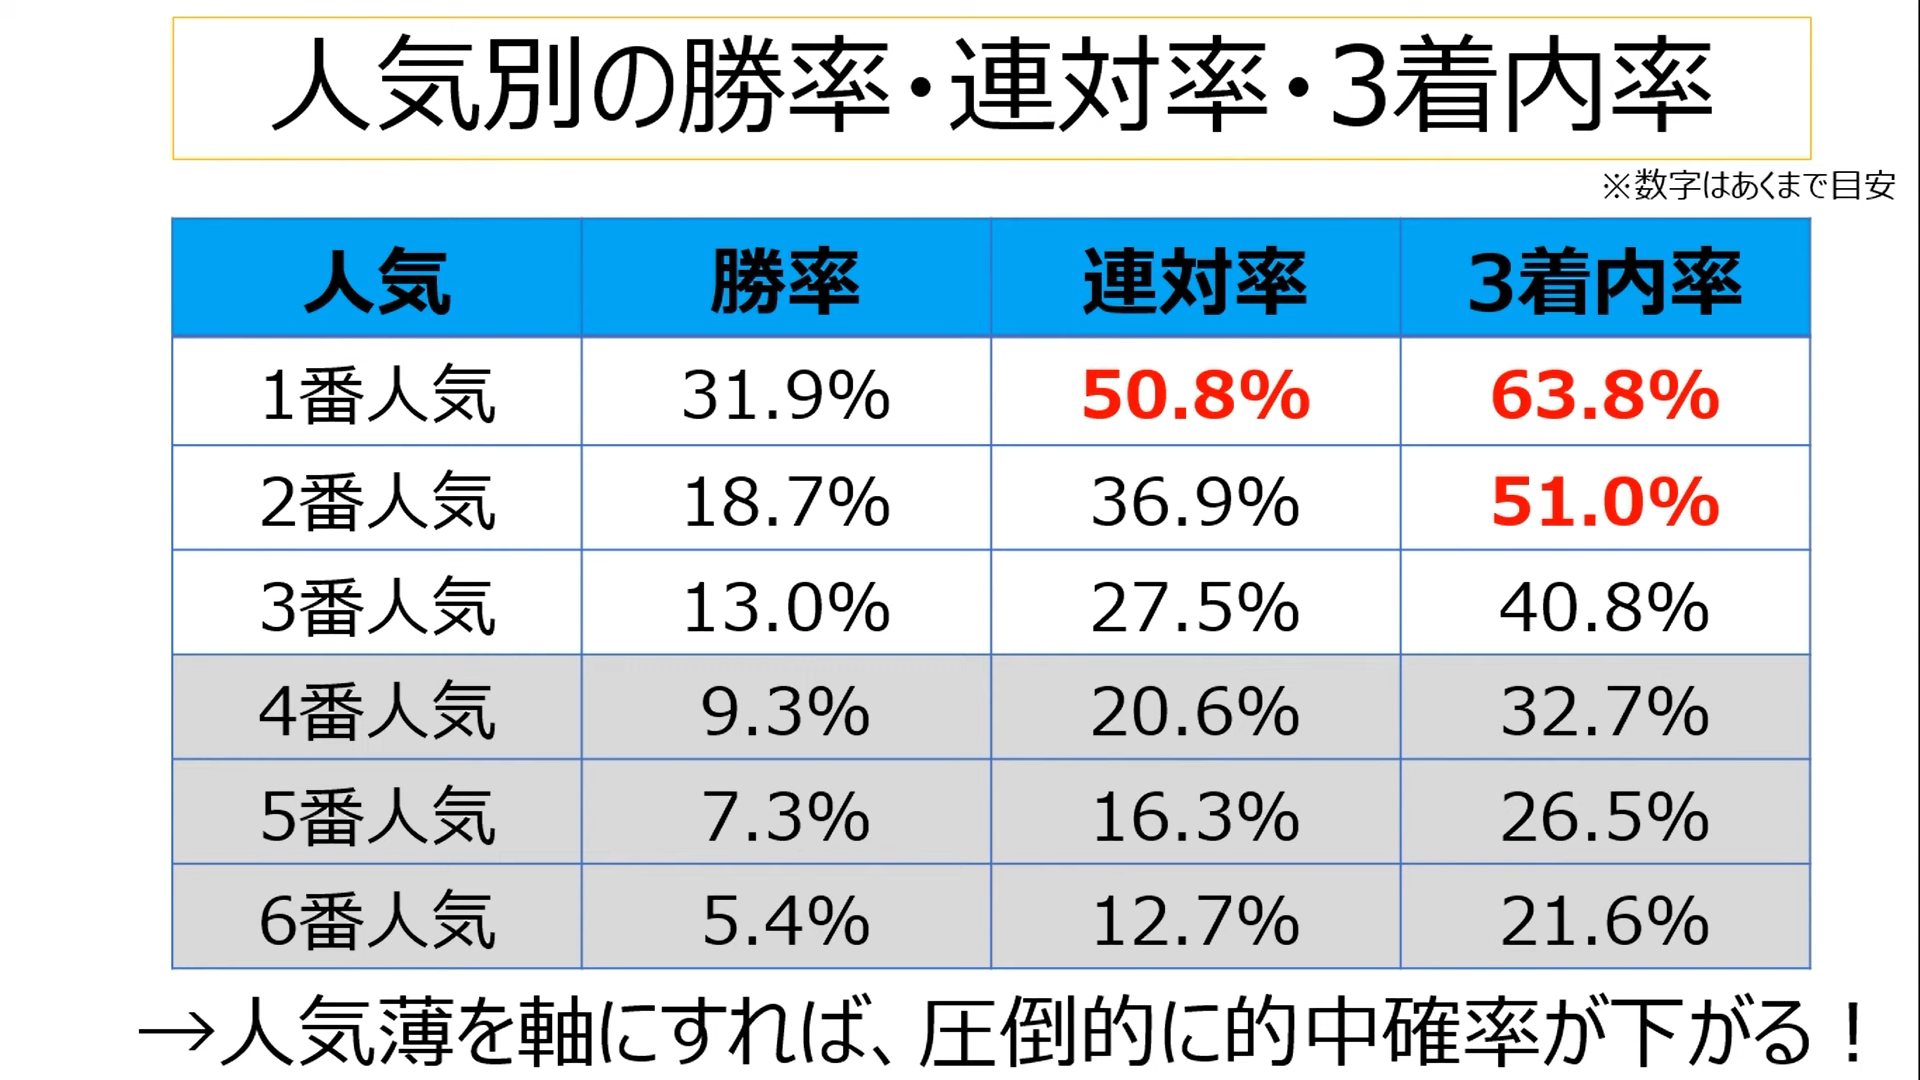 人気別の勝率・連対率・3着内率
※数字はあくまで目安
人気 勝率 連対率 3着内率
1番人気 31.9% 50.8% 63.8%
2番人気 18.7% 36.9% 51.0%
3番人気 13.0% 27.5% 40.8%
4番人気 9.3% 20.6% 32.7%
5番人気 7.3% 16.3% 26.5%
6番人気 5.4% 12.7% 21.6%
→人気薄を軸にすれば、圧倒的に的中確率が下がる！